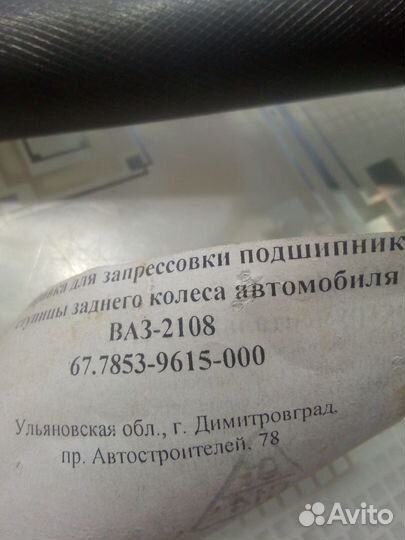 для запрессовки подшипник
ступицы заднего колеса автомобиля
ВАЗ-2108
67.7853-9615-000
Ульяновская обл., г. Димитровград,
пр. Автостроителей, 78
Avito